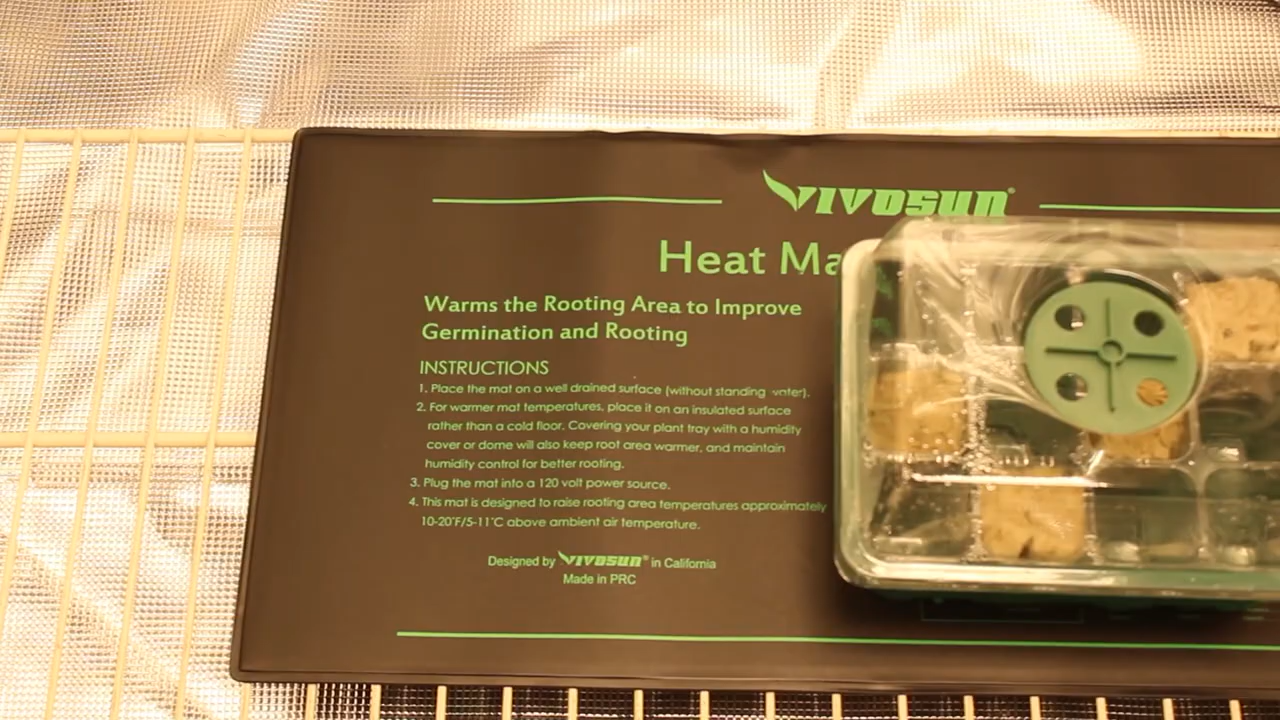 VIVOSUN®
Heat Ma
Warms the Rooting Area to Improve
Germination and Rooting
INSTRUCTIONS
1. Place the mat on a well drained surface (without standing water).
2. For warmer mat temperatures, place it on an insulated surface
rather than a cold floor. Covering your plant tray with a humidity
cover or dome will also keep root area warmer, and maintain
humidity control for better rooting.
3. Plug the mat into a 120 volt power source.
4. This mat is designed to raise rooting area temperatures approximately
10-20°F/5-11°C above ambient air temperature.
Designed by VIVOSUN® in California
Made in PRC